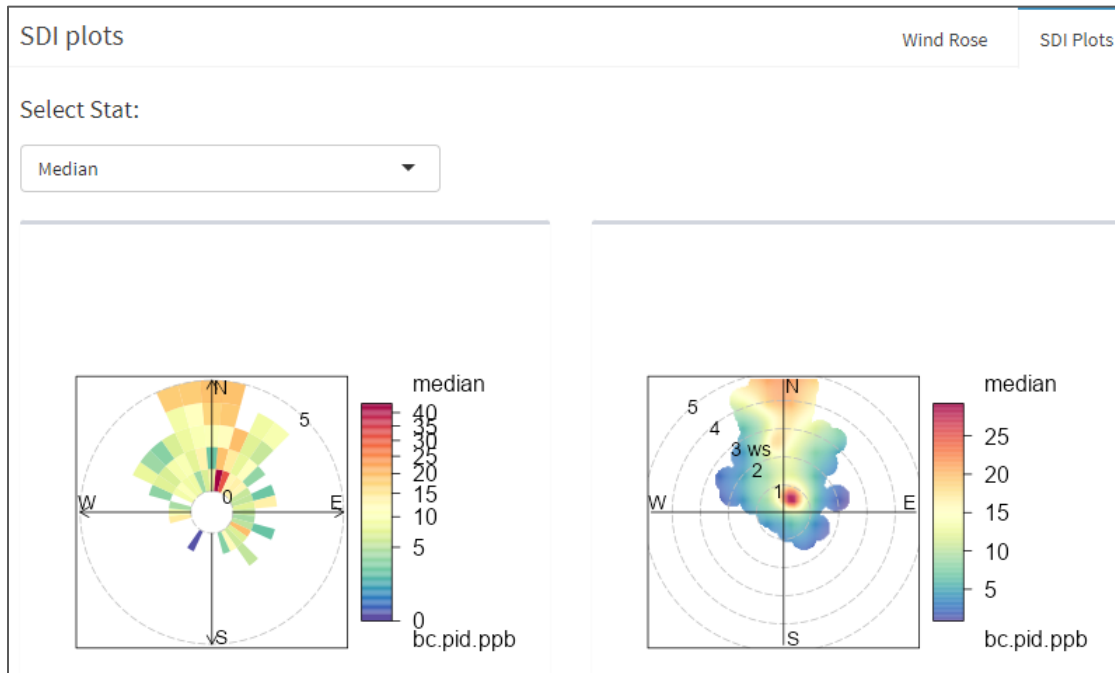 SDI plots
Wind Rose
SDI Plots
Select Stat:
Median
median
N
5
0
W
E
S
40
35
30
25
20
15
10
5
0
bc.pid.ppb
median
N
5
4
3 ws
2
1
W
E
S
25
20
15
10
5
bc.pid.ppb